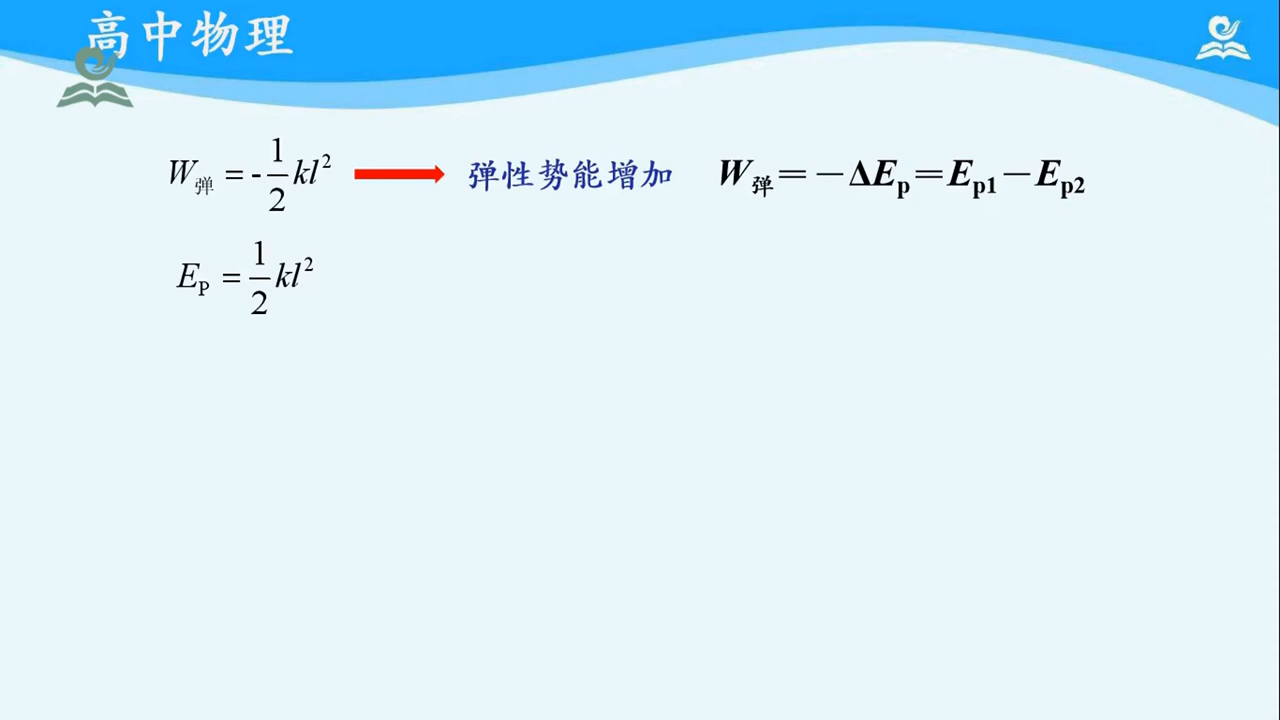 高中物理
W弹 = -1/2 kl² 弹性势能增加 W弹＝－ΔEp＝Ep1－Ep2
EP = 1/2 kl²